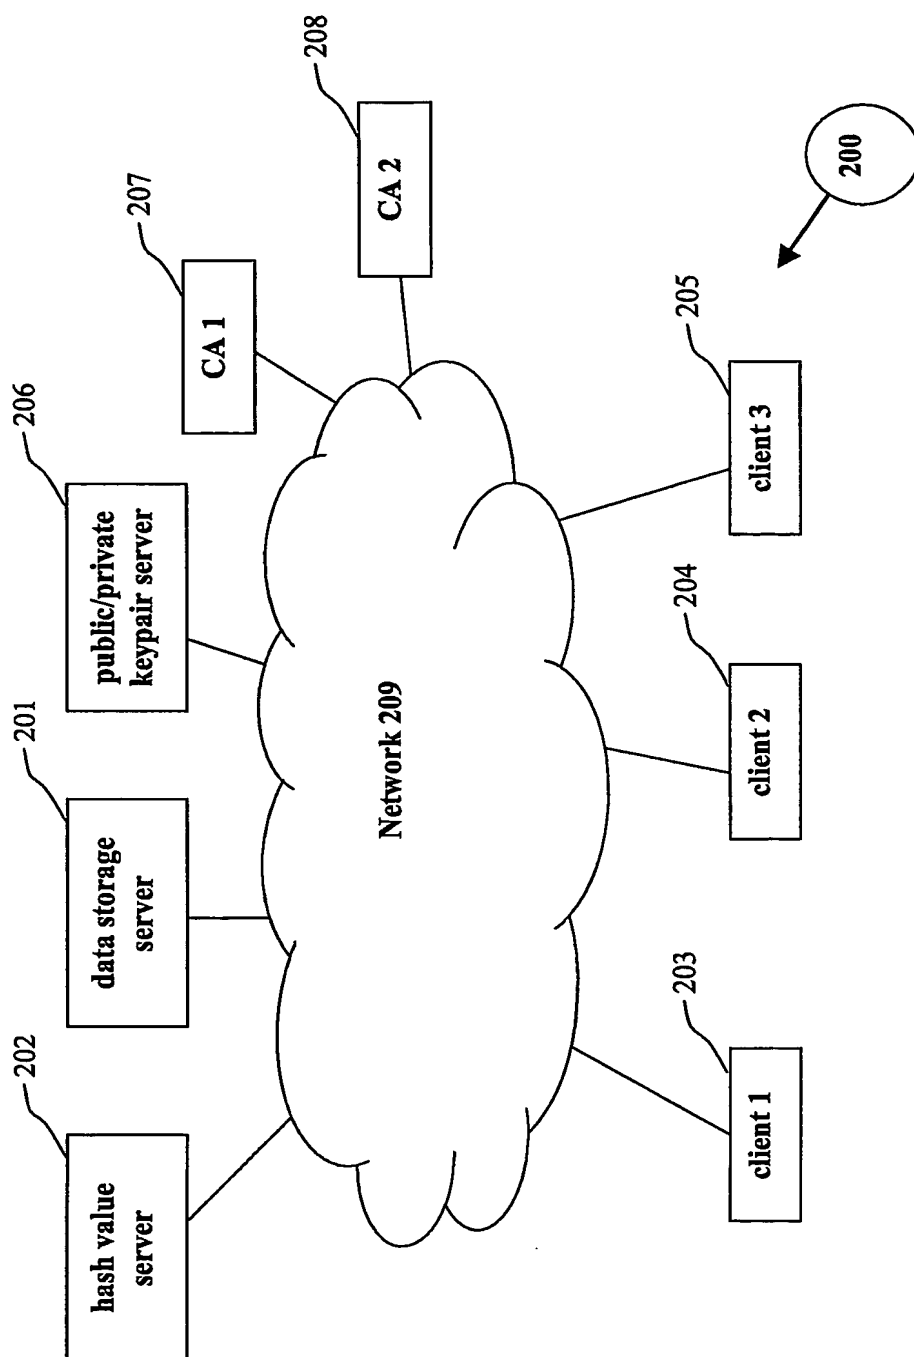 202
hash value
server
201
data storage
server
206
public/private
keypair server
207
CA 1
208
CA 2
Network 209
203
client 1
204
client 2
205
client 3
200